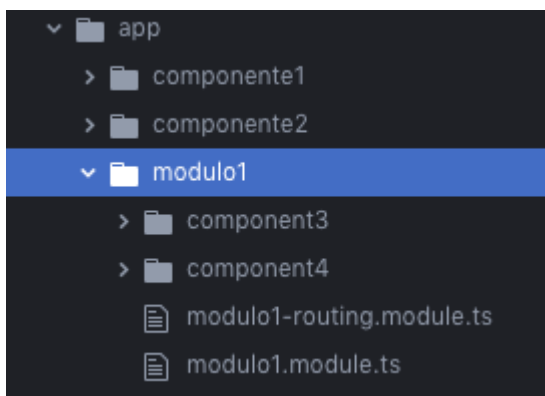 app
componente1
componente2
modulo1
component3
component4
modulo1-routing.module.ts
modulo1.module.ts